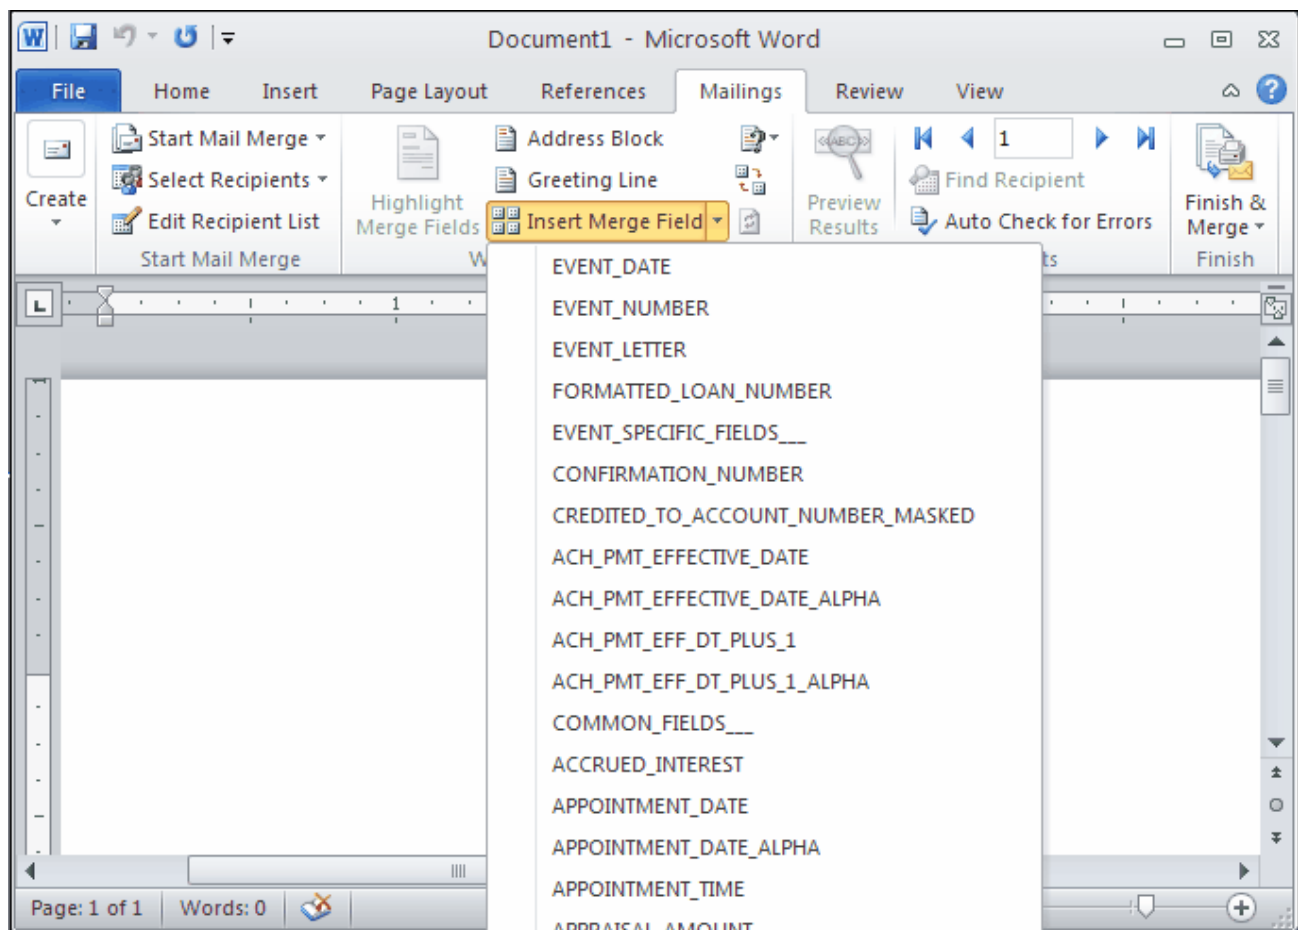 W
Document1 - Microsoft Word
File Home Insert Page Layout References Mailings Review View
Start Mail Merge Address Block 1
Select Recipients Greeting Line Find Recipient
Create Highlight Merge Fields Preview Results Finish & Merge
Edit Recipient List Insert Merge Field Auto Check for Errors
Start Mail Merge W ts Finish
L 1
EVENT_DATE
EVENT_NUMBER
EVENT_LETTER
FORMATTED_LOAN_NUMBER
EVENT_SPECIFIC_FIELDS___
CONFIRMATION_NUMBER
CREDITED_TO_ACCOUNT_NUMBER_MASKED
ACH_PMT_EFFECTIVE_DATE
ACH_PMT_EFFECTIVE_DATE_ALPHA
ACH_PMT_EFF_DT_PLUS_1
ACH_PMT_EFF_DT_PLUS_1_ALPHA
COMMON_FIELDS___
ACCRUED_INTEREST
APPOINTMENT_DATE
APPOINTMENT_DATE_ALPHA
APPOINTMENT_TIME
APPRAISAL_AMOUNT
Page: 1 of 1 Words: 0